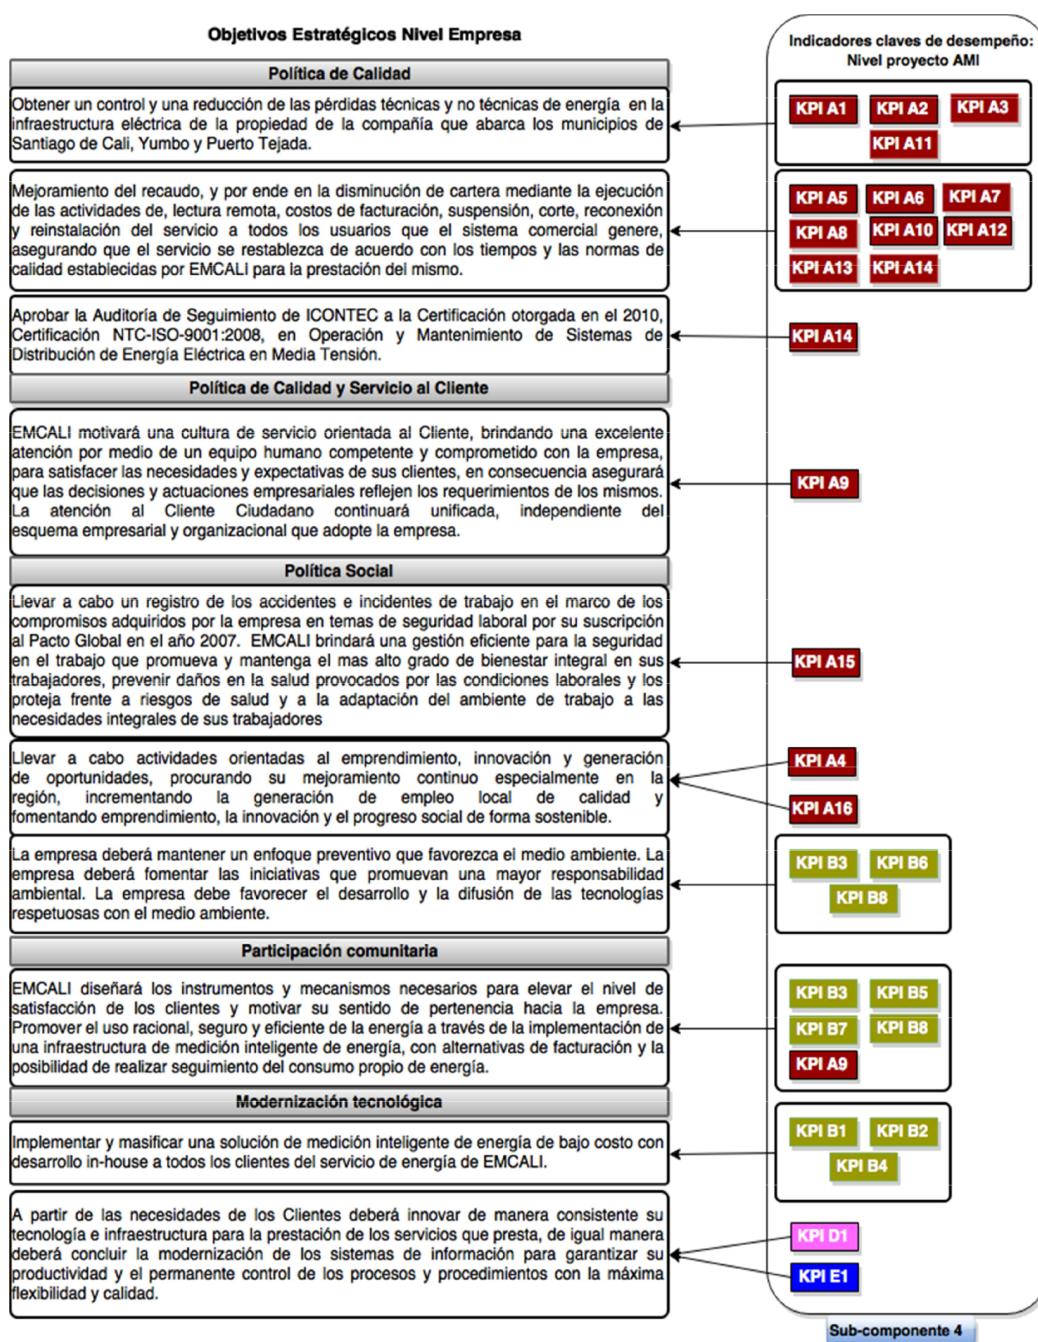 Objetivos Estratégicos Nivel Empresa
Indicadores claves de desempeño:
Nivel proyecto AMI
Política de Calidad
Obtener un control y una reducción de las pérdidas técnicas y no técnicas de energía en la
infraestructura eléctrica de la propiedad de la compañía que abarca los municipios de
Santiago de Cali, Yumbo y Puerto Tejada.
KPI A1 KPI A2 KPI A3
KPI A11
Mejoramiento del recaudo, y por ende en la disminución de cartera mediante la ejecución
de las actividades de, lectura remota, costos de facturación, suspensión, corte, reconexión
y reinstalación del servicio a todos los usuarios que el sistema comercial genere,
asegurando que el servicio se restablezca de acuerdo con los tiempos y las normas de
calidad establecidas por EMCALI para la prestación del mismo.
KPI A5 KPI A6 KPI A7
KPI A8 KPI A10 KPI A12
KPI A13 KPI A14
Aprobar la Auditoría de Seguimiento de ICONTEC a la Certificación otorgada en el 2010,
Certificación NTC-ISO-9001:2008, en Operación y Mantenimiento de Sistemas de
Distribución de Energía Eléctrica en Media Tensión.
KPI A14
Política de Calidad y Servicio al Cliente
EMCALI motivará una cultura de servicio orientada al Cliente, brindando una excelente
atención por medio de un equipo humano competente y comprometido con la empresa,
para satisfacer las necesidades y expectativas de sus clientes, en consecuencia asegurará
que las decisiones y actuaciones empresariales reflejen los requerimientos de los mismos.
La atención al Cliente Ciudadano continuará unificada, independiente del
esquema empresarial y organizacional que adopte la empresa.
KPI A9
Política Social
Llevar a cabo un registro de los accidentes e incidentes de trabajo en el marco de los
compromisos adquiridos por la empresa en temas de seguridad laboral por su suscripción
al Pacto Global en el año 2007. EMCALI brindará una gestión eficiente para la seguridad
en el trabajo que promueva y mantenga el mas alto grado de bienestar integral en sus
trabajadores, prevenir daños en la salud provocados por las condiciones laborales y los
proteja frente a riesgos de salud y a la adaptación del ambiente de trabajo a las
necesidades integrales de sus trabajadores
KPI A15
Llevar a cabo actividades orientadas al emprendimiento, innovación y generación
de oportunidades, procurando su mejoramiento continuo especialmente en la
región, incrementando la generación de empleo local de calidad y
fomentando emprendimiento, la innovación y el progreso social de forma sostenible.
KPI A4
KPI A16
La empresa deberá mantener un enfoque preventivo que favorezca el medio ambiente. La
empresa deberá fomentar las iniciativas que promuevan una mayor responsabilidad
ambiental. La empresa debe favorecer el desarrollo y la difusión de las tecnologías
respetuosas con el medio ambiente.
KPI B3 KPI B6
KPI B8
Participación comunitaria
EMCALI diseñará los instrumentos y mecanismos necesarios para elevar el nivel de
satisfacción de los clientes y motivar su sentido de pertenencia hacia la empresa.
Promover el uso racional, seguro y eficiente de la energía a través de la implementación de
una infraestructura de medición inteligente de energía, con alternativas de facturación y la
posibilidad de realizar seguimiento del consumo propio de energía.
KPI B3 KPI B5
KPI B7 KPI B8
KPI A9
Modernización tecnológica
Implementar y masificar una solución de medición inteligente de energía de bajo costo con
desarrollo in-house a todos los clientes del servicio de energía de EMCALI.
KPI B1 KPI B2
KPI B4
A partir de las necesidades de los Clientes deberá innovar de manera consistente su
tecnología e infraestructura para la prestación de los servicios que presta, de igual manera
deberá concluir la modernización de los sistemas de información para garantizar su
productividad y el permanente control de los procesos y procedimientos con la máxima
flexibilidad y calidad.
KPI D1
KPI E1
Sub-componente 4